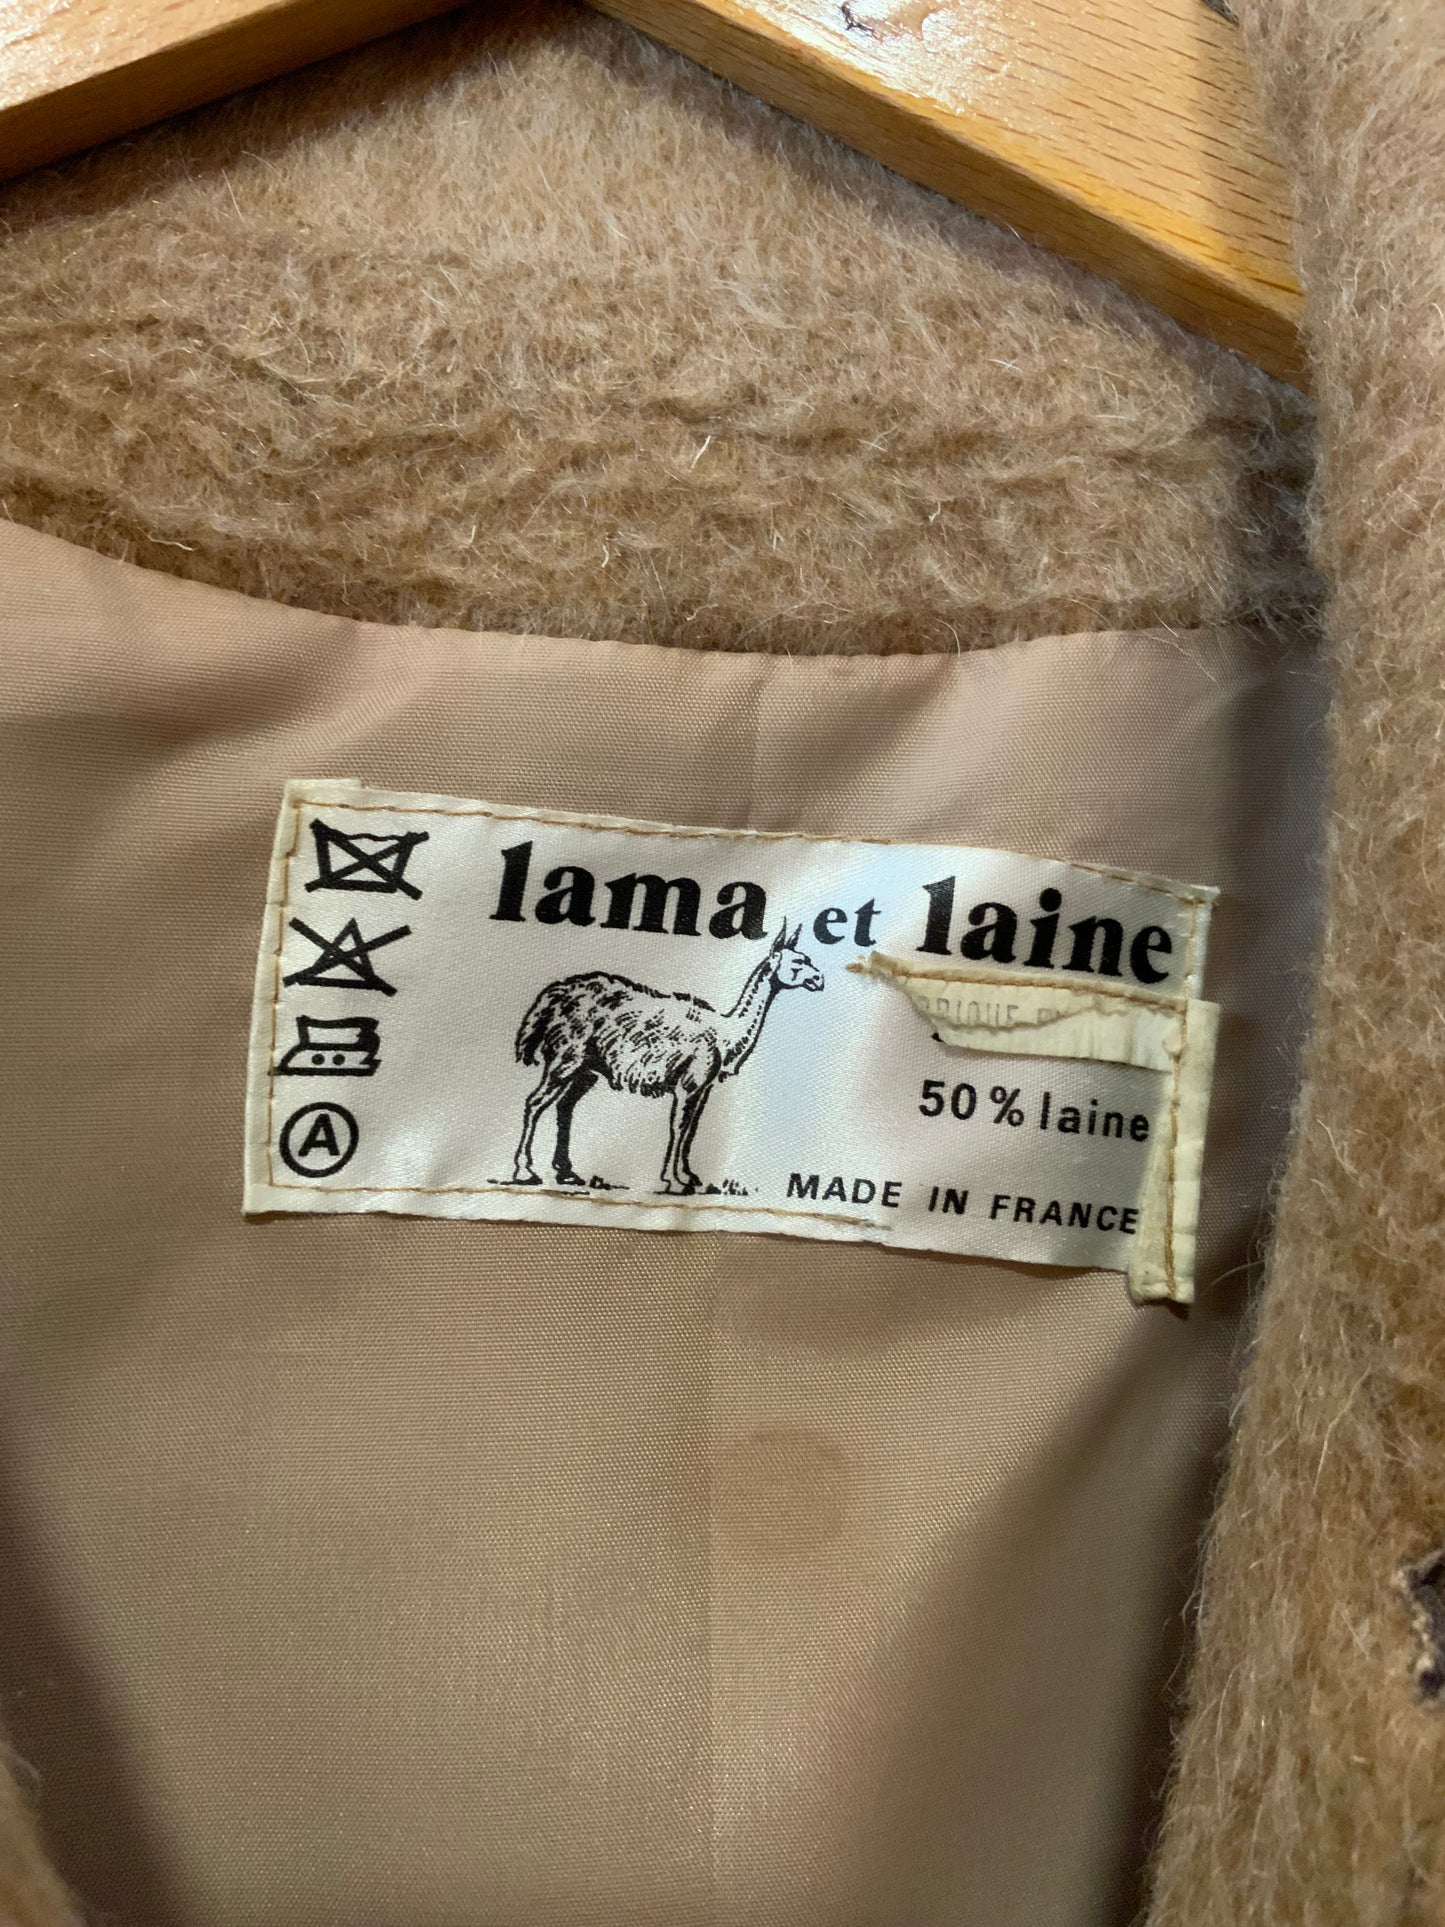 lama et laine
50% laine
MADE IN FRANCE
A